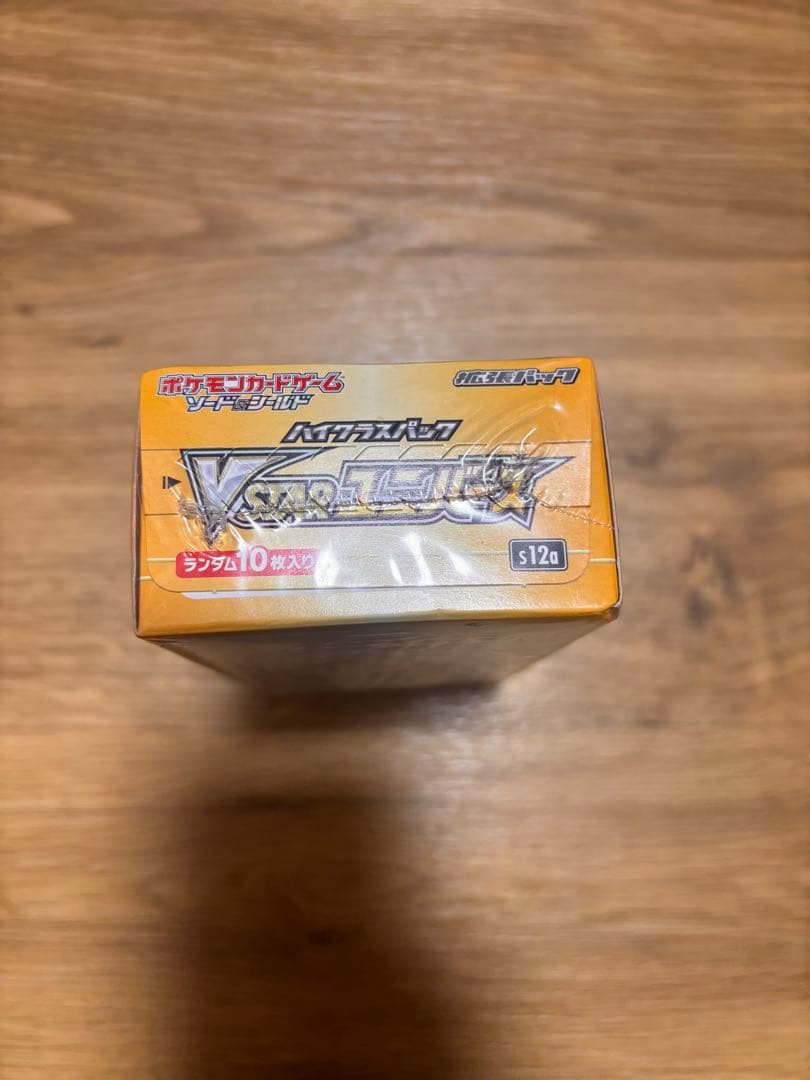 ポケモンカードゲーム
拡張パック
ソード&シールド
ハイクラスパック
VSTARユニバース
ランダム10枚入り
s12a